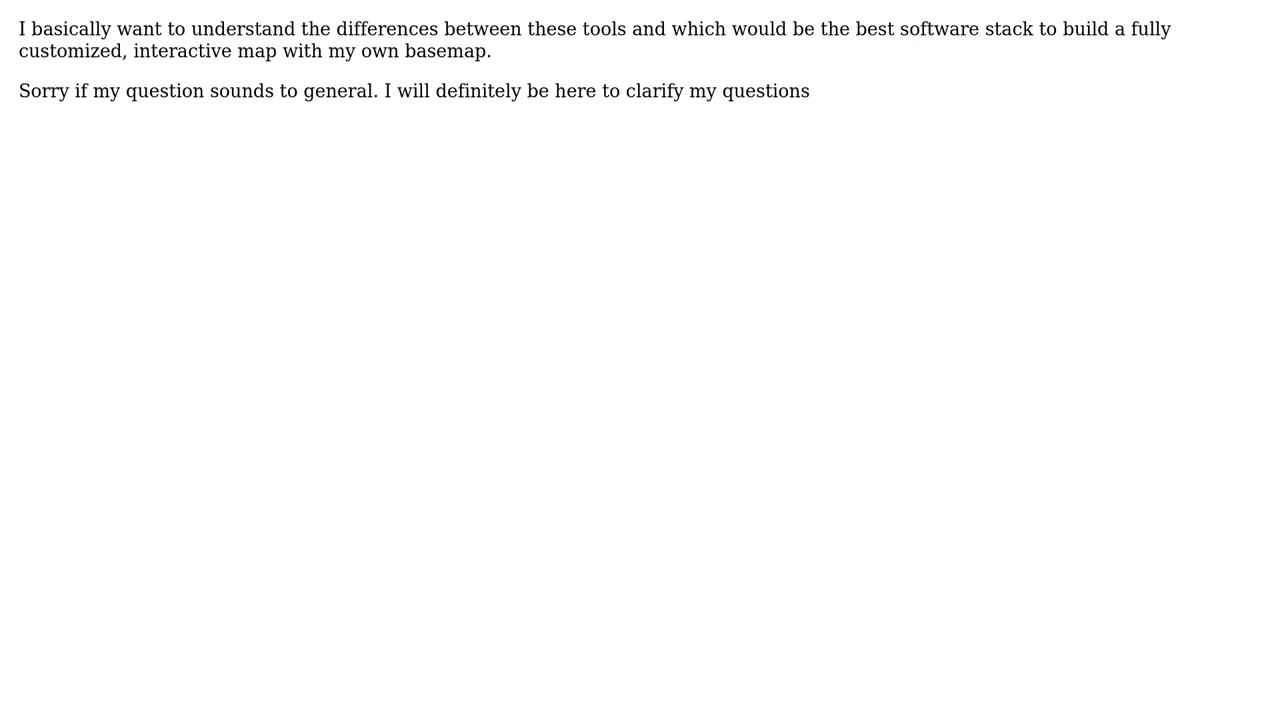 I basically want to understand the differences between these tools and which would be the best software stack to build a fully
customized, interactive map with my own basemap.
Sorry if my question sounds to general. I will definitely be here to clarify my questions